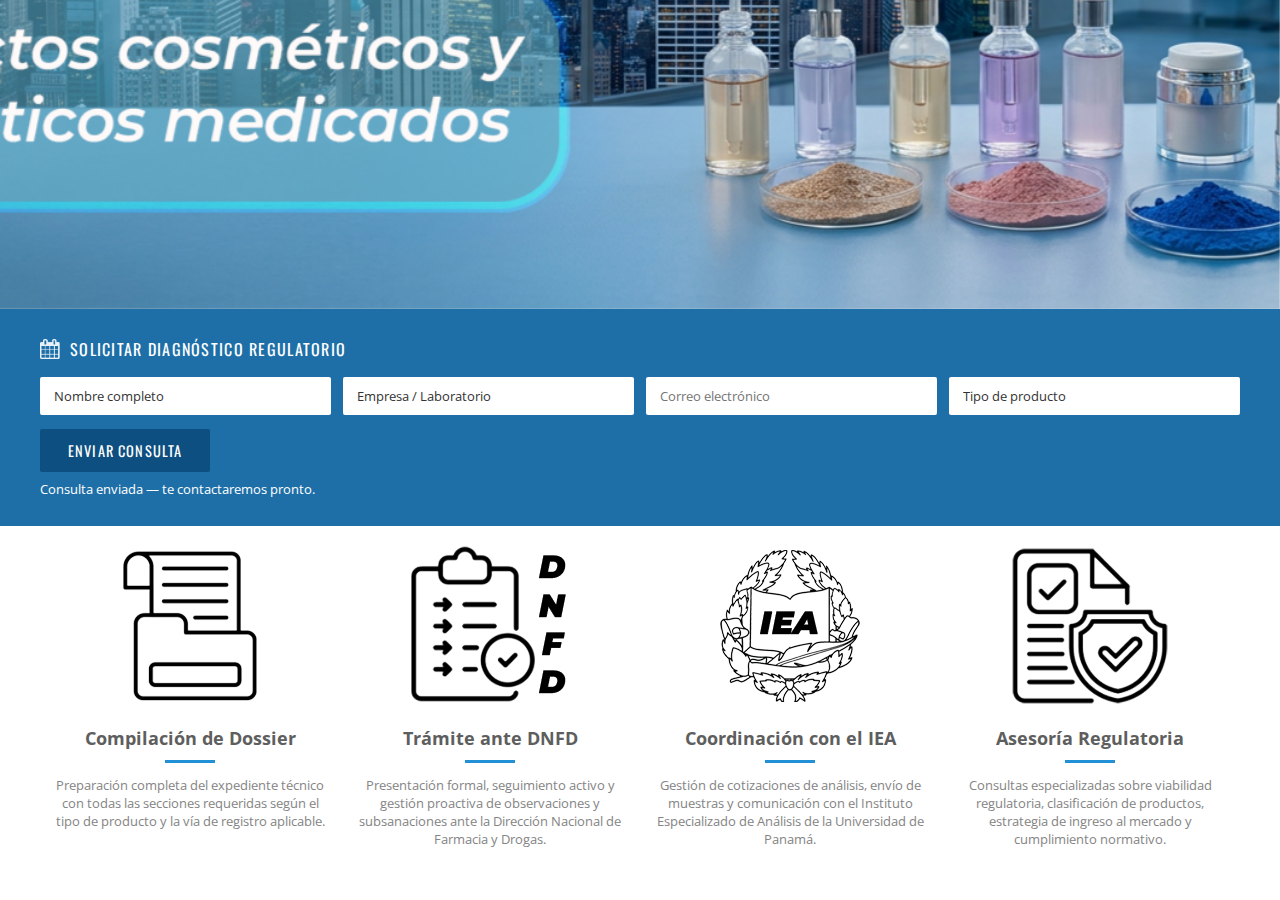 ctos cosméticos y
ticos medicados
SOLICITAR DIAGNÓSTICO REGULATORIO
Nombre completo
Empresa / Laboratorio
Correo electrónico
Tipo de producto
ENVIAR CONSULTA
Consulta enviada — te contactaremos pronto.
D
N
F
D
IEA
Compilación de Dossier
Preparación completa del expediente técnico
con todas las secciones requeridas según el
tipo de producto y la vía de registro aplicable.
Trámite ante DNFD
Presentación formal, seguimiento activo y
gestión proactiva de observaciones y
subsanaciones ante la Dirección Nacional de
Farmacia y Drogas.
Coordinación con el IEA
Gestión de cotizaciones de análisis, envío de
muestras y comunicación con el Instituto
Especializado de Análisis de la Universidad de
Panamá.
Asesoría Regulatoria
Consultas especializadas sobre viabilidad
regulatoria, clasificación de productos,
estrategia de ingreso al mercado y
cumplimiento normativo.